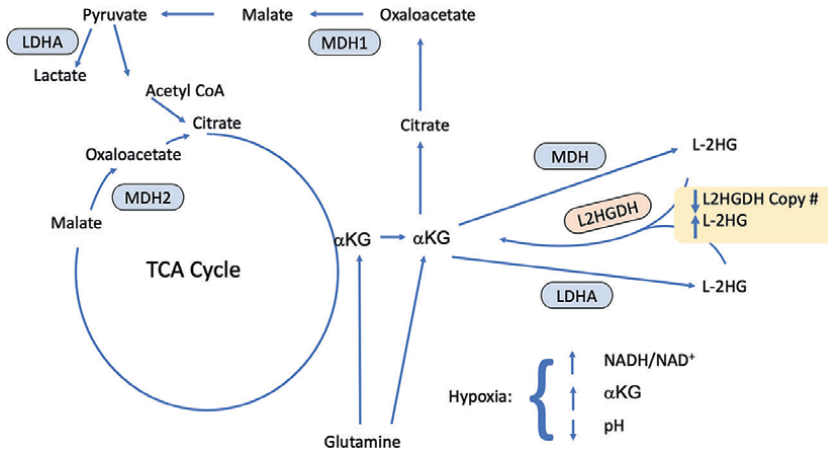 Pyruvate
Malate
Oxaloacetate
LDHA
MDH1
Lactate
Acetyl CoA
Citrate
Citrate
Oxaloacetate
MDH
L-2HG
MDH2
L2HGDH
L2HGDH Copy #
L-2HG
Malate
αKG
αKG
TCA Cycle
LDHA
L-2HG
Hypoxia:
NADH/NAD⁺
αKG
pH
Glutamine